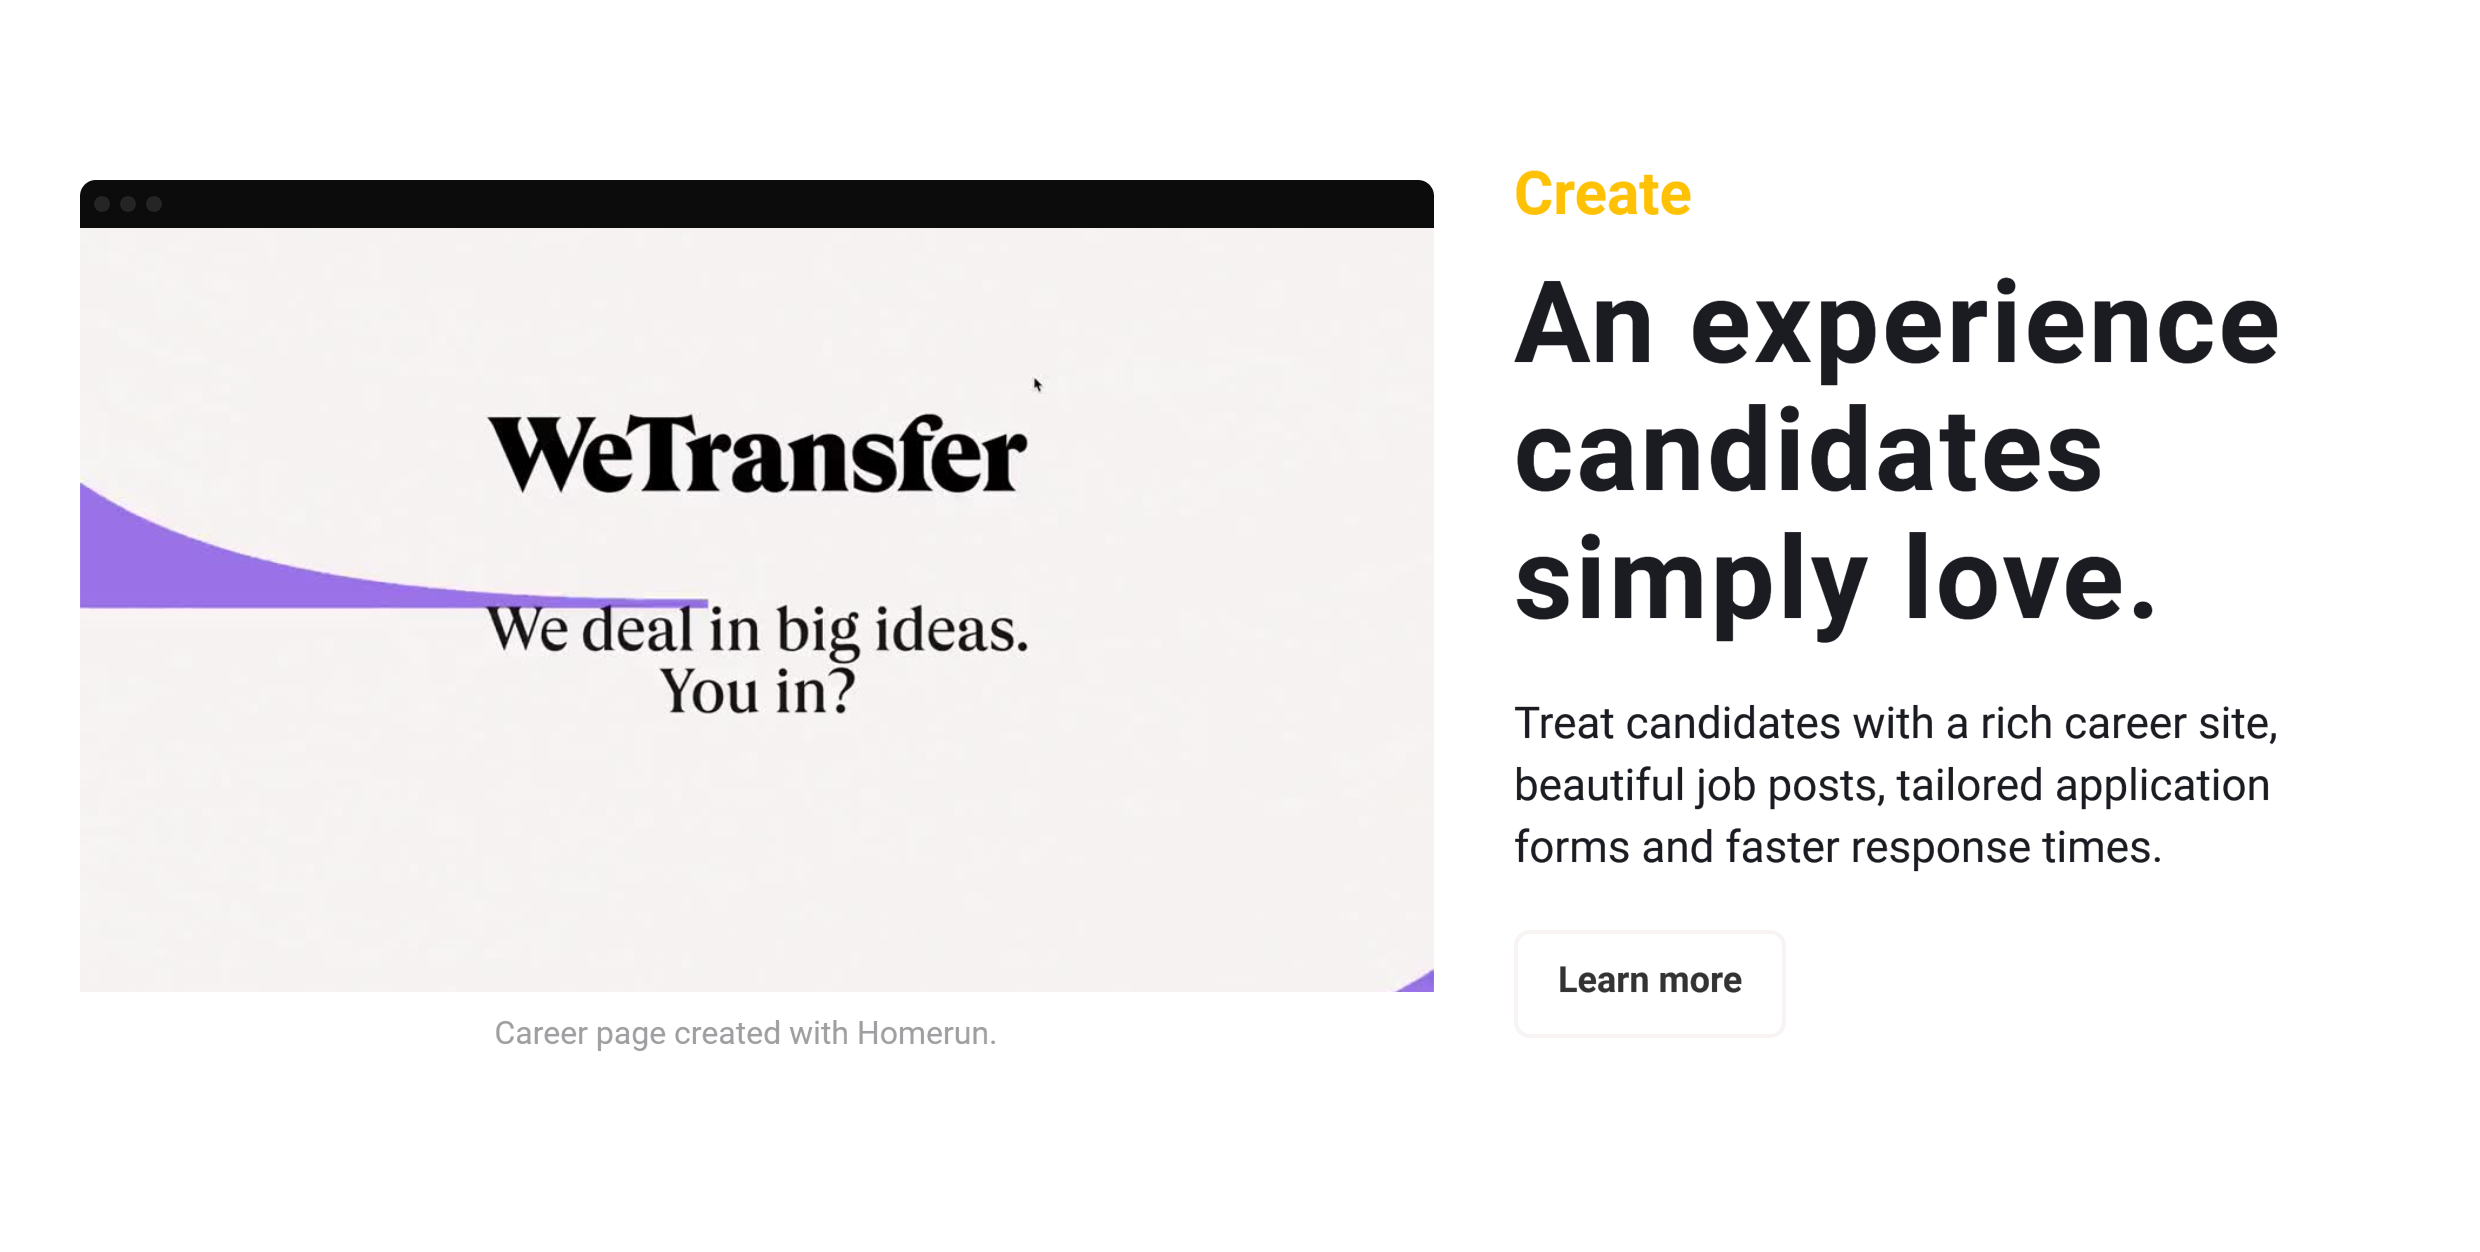 WeTransfer
We deal in big ideas.
You in?
Career page created with Homerun.
Create
An experience
candidates
simply love.
Treat candidates with a rich career site,
beautiful job posts, tailored application
forms and faster response times.
Learn more